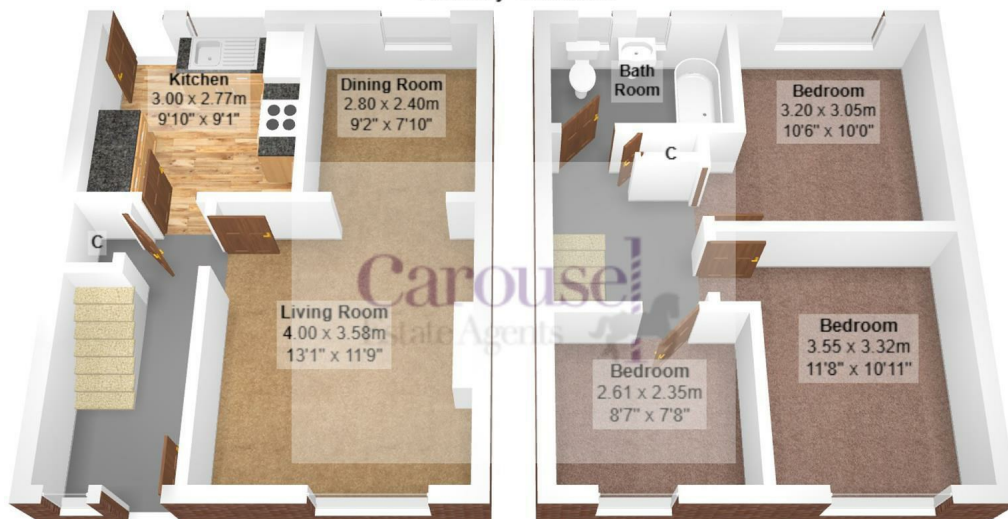 Kitchen
3.00 x 2.77m
9'10" x 9'1"
Dining Room
2.80 x 2.40m
9'2" x 7'10"
C
Living Room
4.00 x 3.58m
13'1" x 11'9"
Bath
Room
C
Bedroom
3.20 x 3.05m
10'6" x 10'0"
Bedroom
3.55 x 3.32m
11'8" x 10'11"
Bedroom
2.61 x 2.35m
8'7" x 7'8"
Carousel
Estate Agents